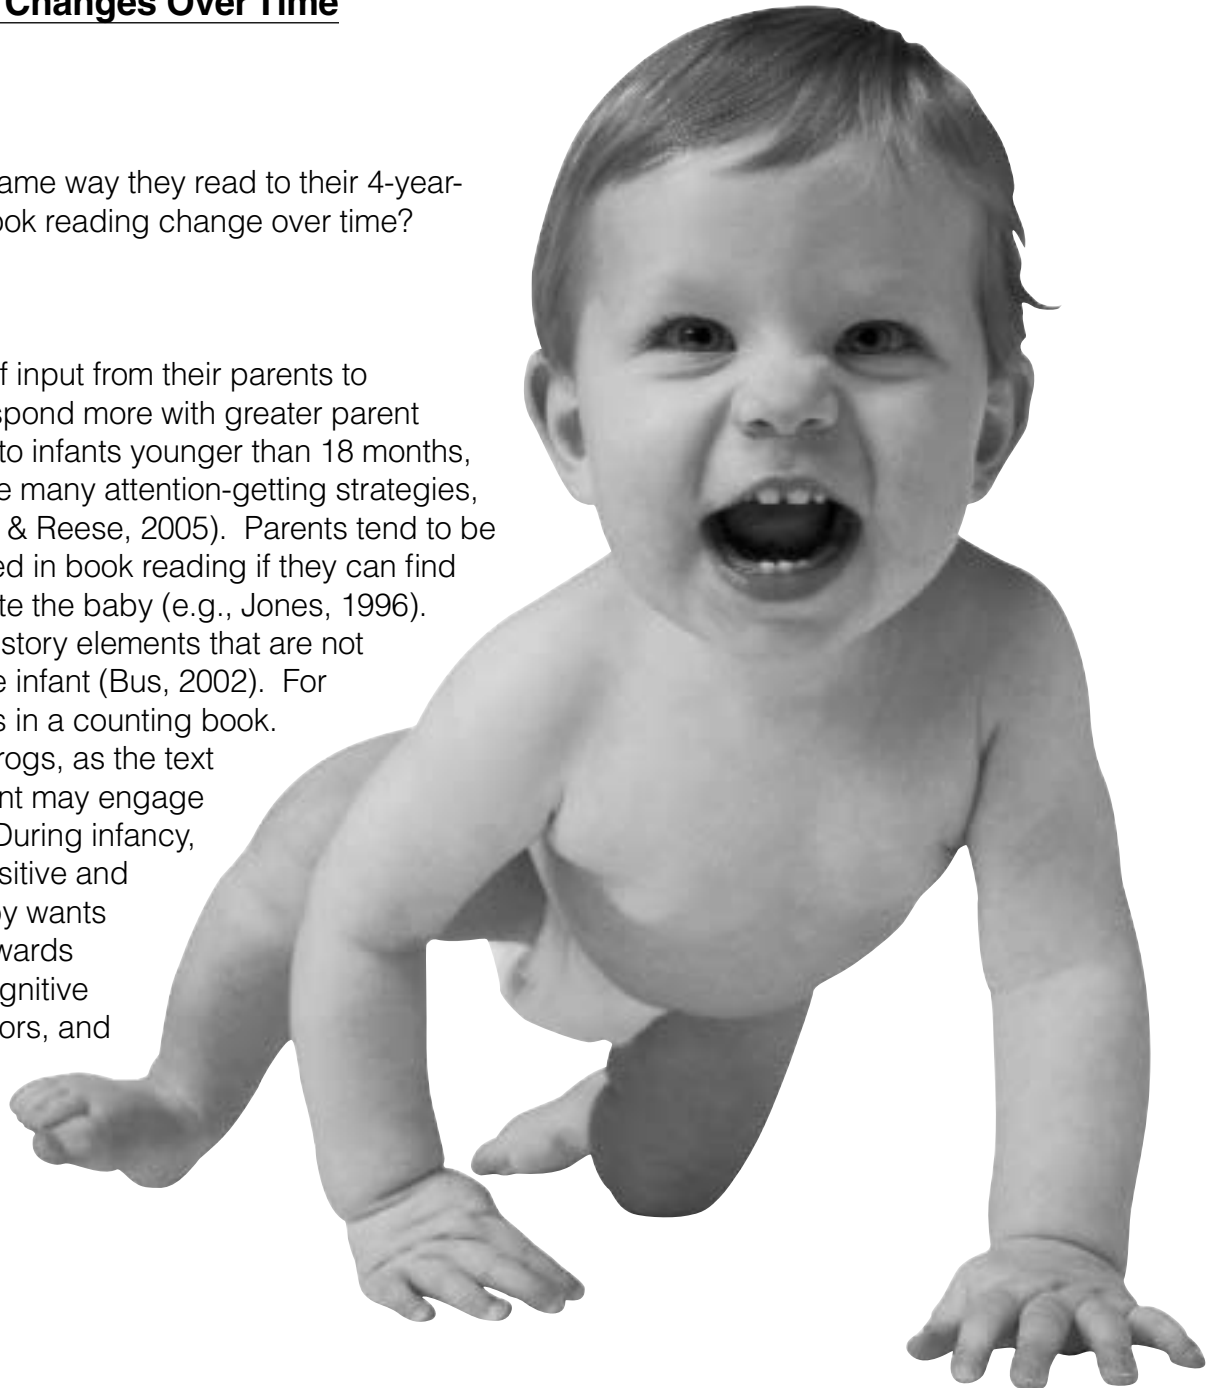 Changes Over Time
ame way they read to their 4-year-
ook reading change over time?
f input from their parents to
spond more with greater parent
to infants younger than 18 months,
e many attention-getting strategies,
& Reese, 2005). Parents tend to be
ed in book reading if they can find
te the baby (e.g., Jones, 1996).
story elements that are not
e infant (Bus, 2002). For
s in a counting book.
rogs, as the text
nt may engage
During infancy,
sitive and
by wants
wards
gnitive
ors, and